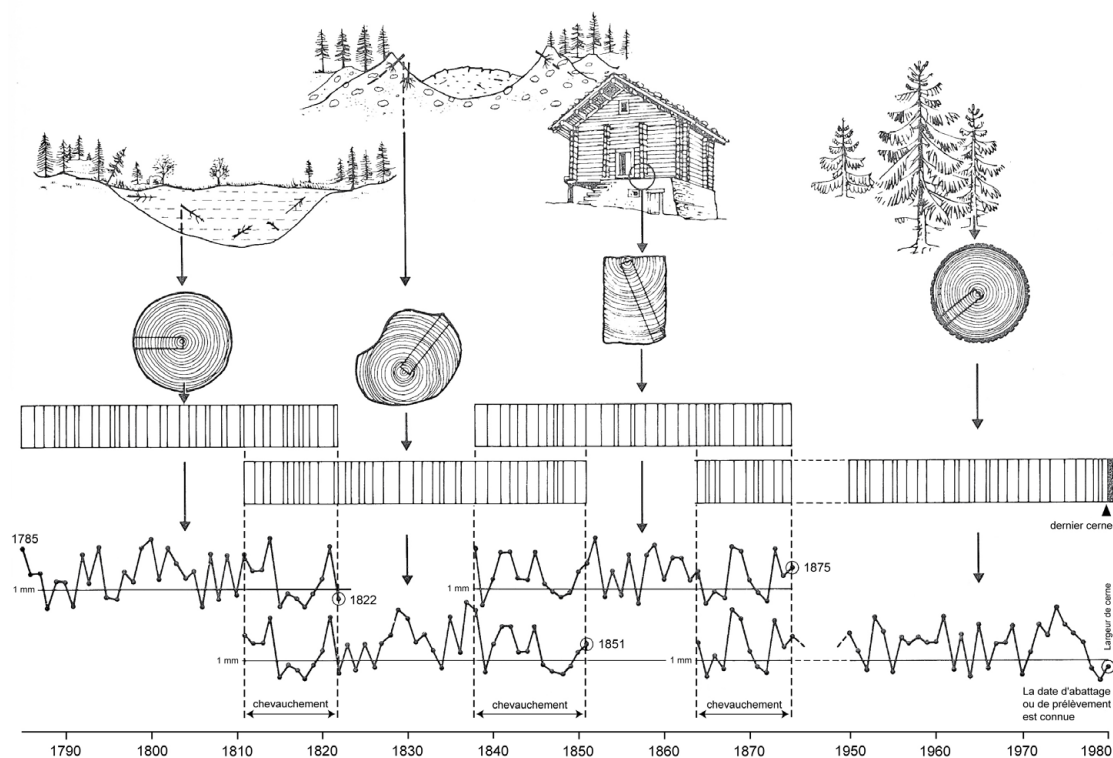 dernier cerne
1785
1 mm
1822
1875
1 mm
1851
1 mm
Largeur de cerne
chevauchement
chevauchement
chevauchement
La date d'abattage
ou de prélèvement
est connue
1790 1800 1810 1820 1830 1840 1850 1860 1870 1950 1960 1970 1980